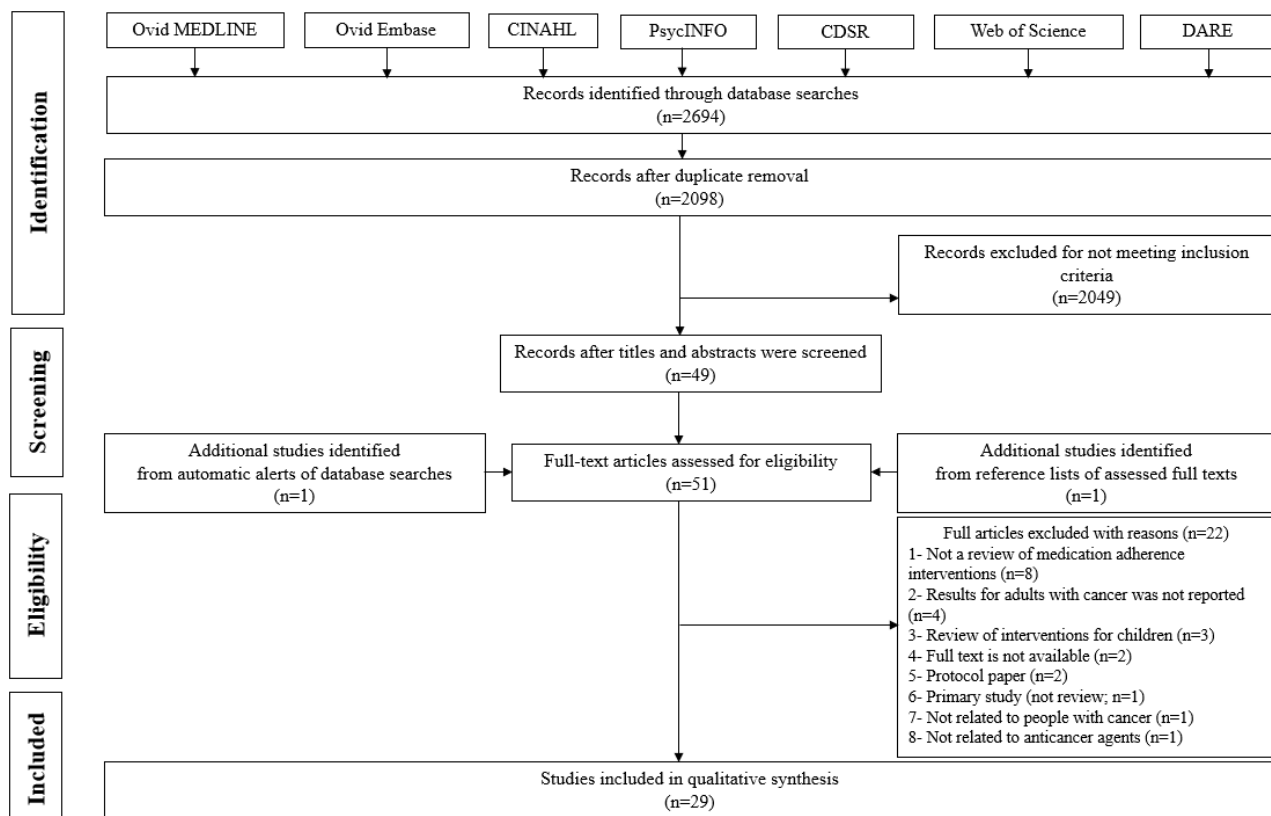 Ovid MEDLINE
Ovid Embase
CINAHL
PsycINFO
CDSR
Web of Science
DARE
Identification
Records identified through database searches
(n=2694)
Records after duplicate removal
(n=2098)
Records excluded for not meeting inclusion
criteria
(n=2049)
Screening
Records after titles and abstracts were screened
(n=49)
Additional studies identified
from automatic alerts of database searches
(n=1)
Full-text articles assessed for eligibility
(n=51)
Additional studies identified
from reference lists of assessed full texts
(n=1)
Eligibility
Full articles excluded with reasons (n=22)
1- Not a review of medication adherence
interventions (n=8)
2- Results for adults with cancer was not reported
(n=4)
3- Review of interventions for children (n=3)
4- Full text is not available (n=2)
5- Protocol paper (n=2)
6- Primary study (not review; n=1)
7- Not related to people with cancer (n=1)
8- Not related to anticancer agents (n=1)
Included
Studies included in qualitative synthesis
(n=29)